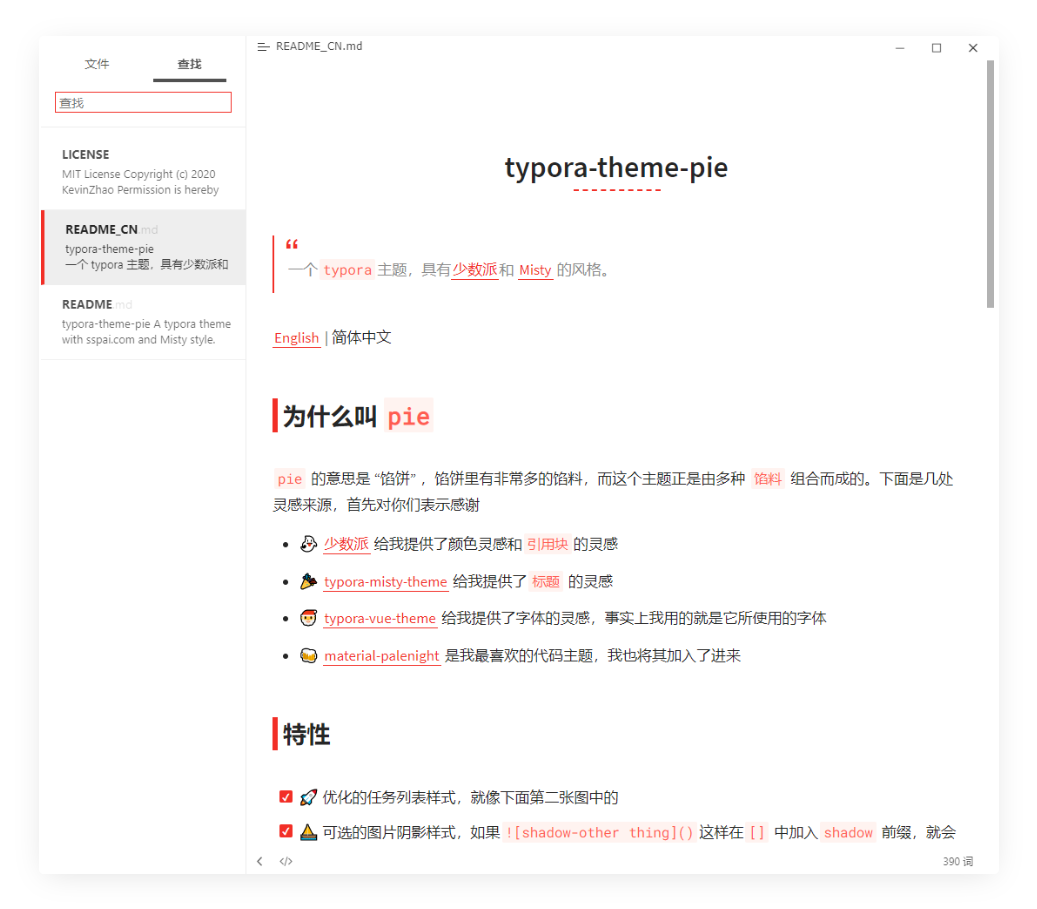 文件 查找
查找
LICENSE
MIT License Copyright (c) 2020
KevinZhao Permission is hereby
README_CN.md
typora-theme-pie
一个 typora 主题，具有少数派和
README.md
typora-theme-pie A typora theme
with sspai.com and Misty style.
README_CN.md
typora-theme-pie
“
一个 typora 主题，具有少数派和 Misty 的风格。
English | 简体中文
为什么叫 pie
pie 的意思是 “馅饼” ，馅饼里有非常多的馅料，而这个主题正是由多种 馅料 组合而成的。下面是几处
灵感来源，首先对你们表示感谢
少数派 给我提供了颜色灵感和 引用块 的灵感
typora-misty-theme 给我提供了 标题 的灵感
typora-vue-theme 给我提供了字体的灵感，事实上我用的就是它所使用的字体
material-palenight 是我最喜欢的代码主题，我也将其加入了进来
特性
优化的任务列表样式，就像下面第二张图中的
可选的图片阴影样式，如果 ![shadow-other thing]() 这样在 [] 中加入 shadow 前缀，就会
</> 390 词